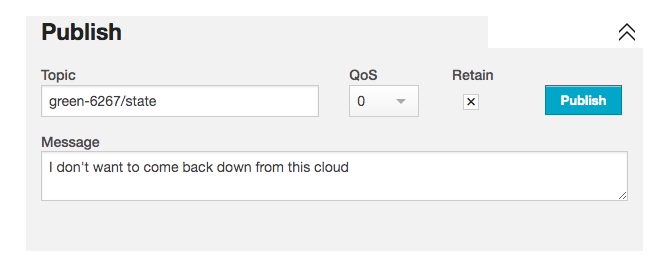 Publish
Topic QoS Retain
green-6267/state 0 Publish
Message
I don't want to come back down from this cloud